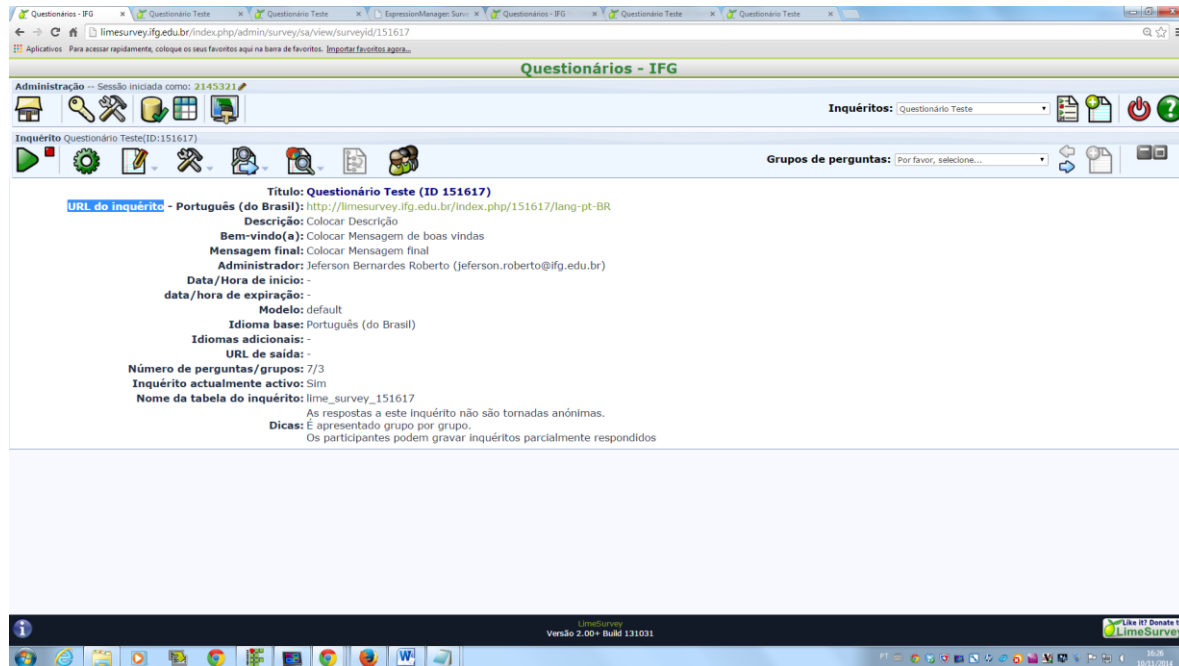 Questionários - IFG
Questionário Teste
Questionário Teste
ExpressionManager: Surve
Questionários - IFG
Questionário Teste
Questionário Teste
limesurvey.ifg.edu.br/index.php/admin/survey/sa/view/surveyid/151617
Aplicativos Para acessar rapidamente, coloque os seus favoritos aqui na barra de favoritos. Importar favoritos agora...
Questionários - IFG
Administração -- Sessão iniciada como: 2145321
Inquéritos: Questionário Teste
Inquérito Questionário Teste(ID:151617)
Grupos de perguntas: Por favor, selecione...
Título: Questionário Teste (ID 151617)
URL do inquérito - Português (do Brasil): http://limesurvey.ifg.edu.br/index.php/151617/lang-pt-BR
Descrição: Colocar Descrição
Bem-vindo(a): Colocar Mensagem de boas vindas
Mensagem final: Colocar Mensagem final
Administrador: Jeferson Bernardes Roberto (jeferson.roberto@ifg.edu.br)
Data/Hora de inicio: -
data/hora de expiração: -
Modelo: default
Idioma base: Português (do Brasil)
Idiomas adicionais: -
URL de saída: -
Número de perguntas/grupos: 7/3
Inquérito actualmente activo: Sim
Nome da tabela do inquérito: lime_survey_151617
As respostas a este inquérito não são tornadas anónimas.
Dicas: É apresentado grupo por grupo.
Os participantes podem gravar inquéritos parcialmente respondidos
LimeSurvey
Versão 2.00+ Build 131031
Like it? Donate t
LimeSurve
PT
16:26
10/11/2014